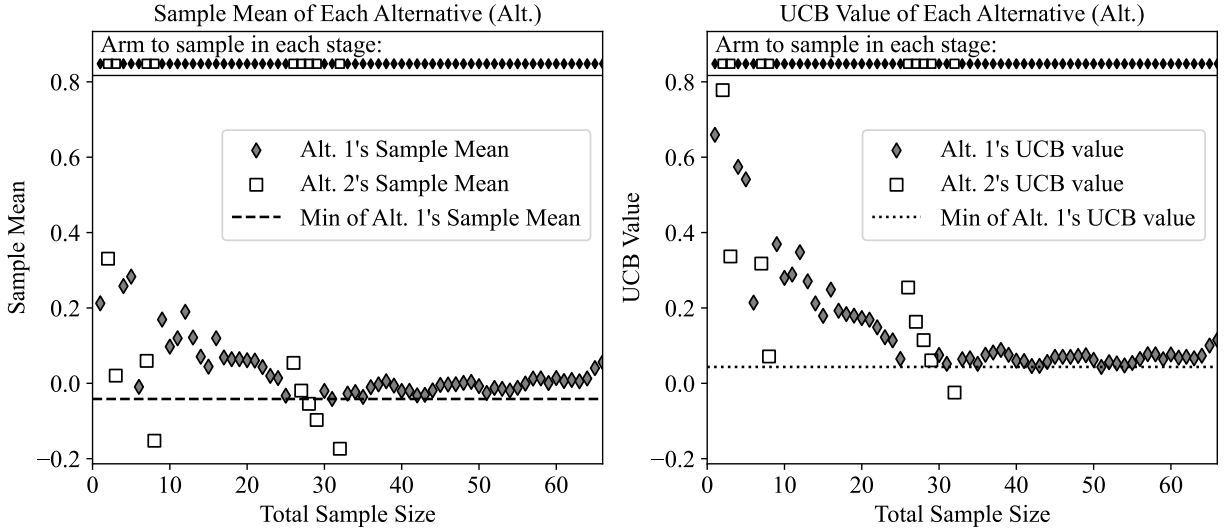 Sample Mean of Each Alternative (Alt.)
Arm to sample in each stage:
0.8
0.6
0.4
0.2
0.0
−0.2
Sample Mean
Alt. 1's Sample Mean
Alt. 2's Sample Mean
Min of Alt. 1's Sample Mean
0 10 20 30 40 50 60
Total Sample Size
UCB Value of Each Alternative (Alt.)
Arm to sample in each stage:
0.8
0.6
0.4
0.2
0.0
−0.2
UCB Value
Alt. 1's UCB value
Alt. 2's UCB value
Min of Alt. 1's UCB value
0 10 20 30 40 50 60
Total Sample Size